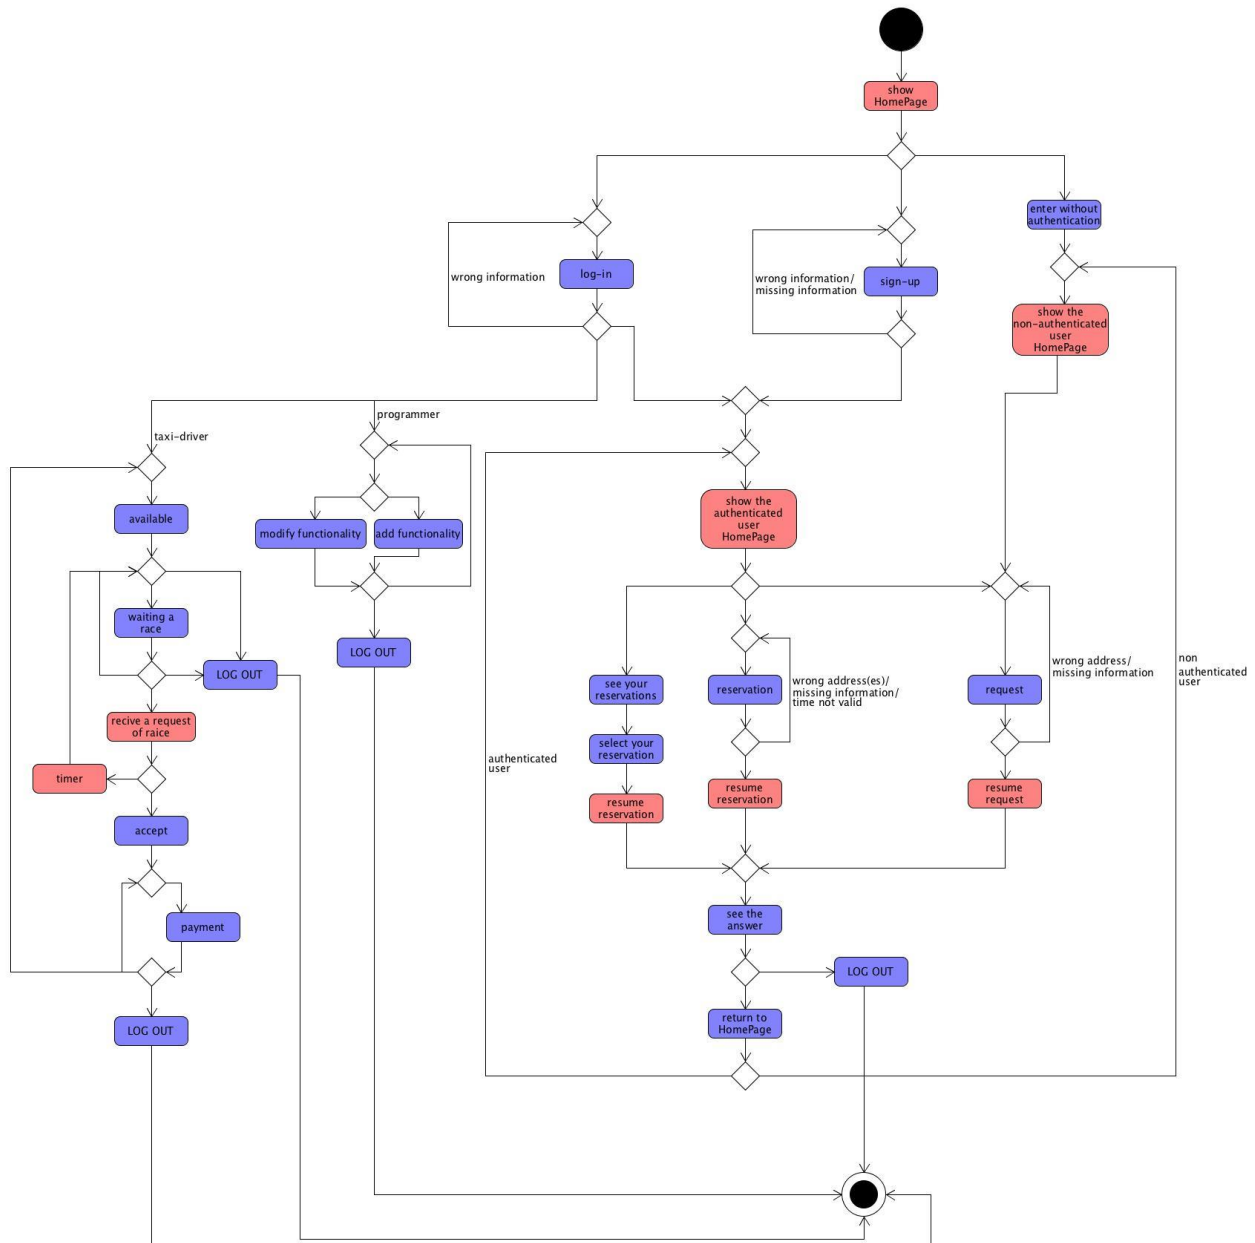 show
HomePage
enter without
authentication
wrong information
log-in
wrong information/
missing information
sign-up
show the
non-authenticated
user
HomePage
programmer
taxi-driver
available
modify functionality
add functionality
show the
authenticated
user
HomePage
waiting a
race
LOG OUT
LOG OUT
see your
reservations
reservation
wrong address(es)/
missing information/
time not valid
request
wrong address/
missing information
non
authenticated
user
recive a request
of raice
select your
reservation
timer
authenticated
user
resume
reservation
resume
reservation
resume
request
accept
payment
see the
answer
LOG OUT
return to
HomePage
LOG OUT